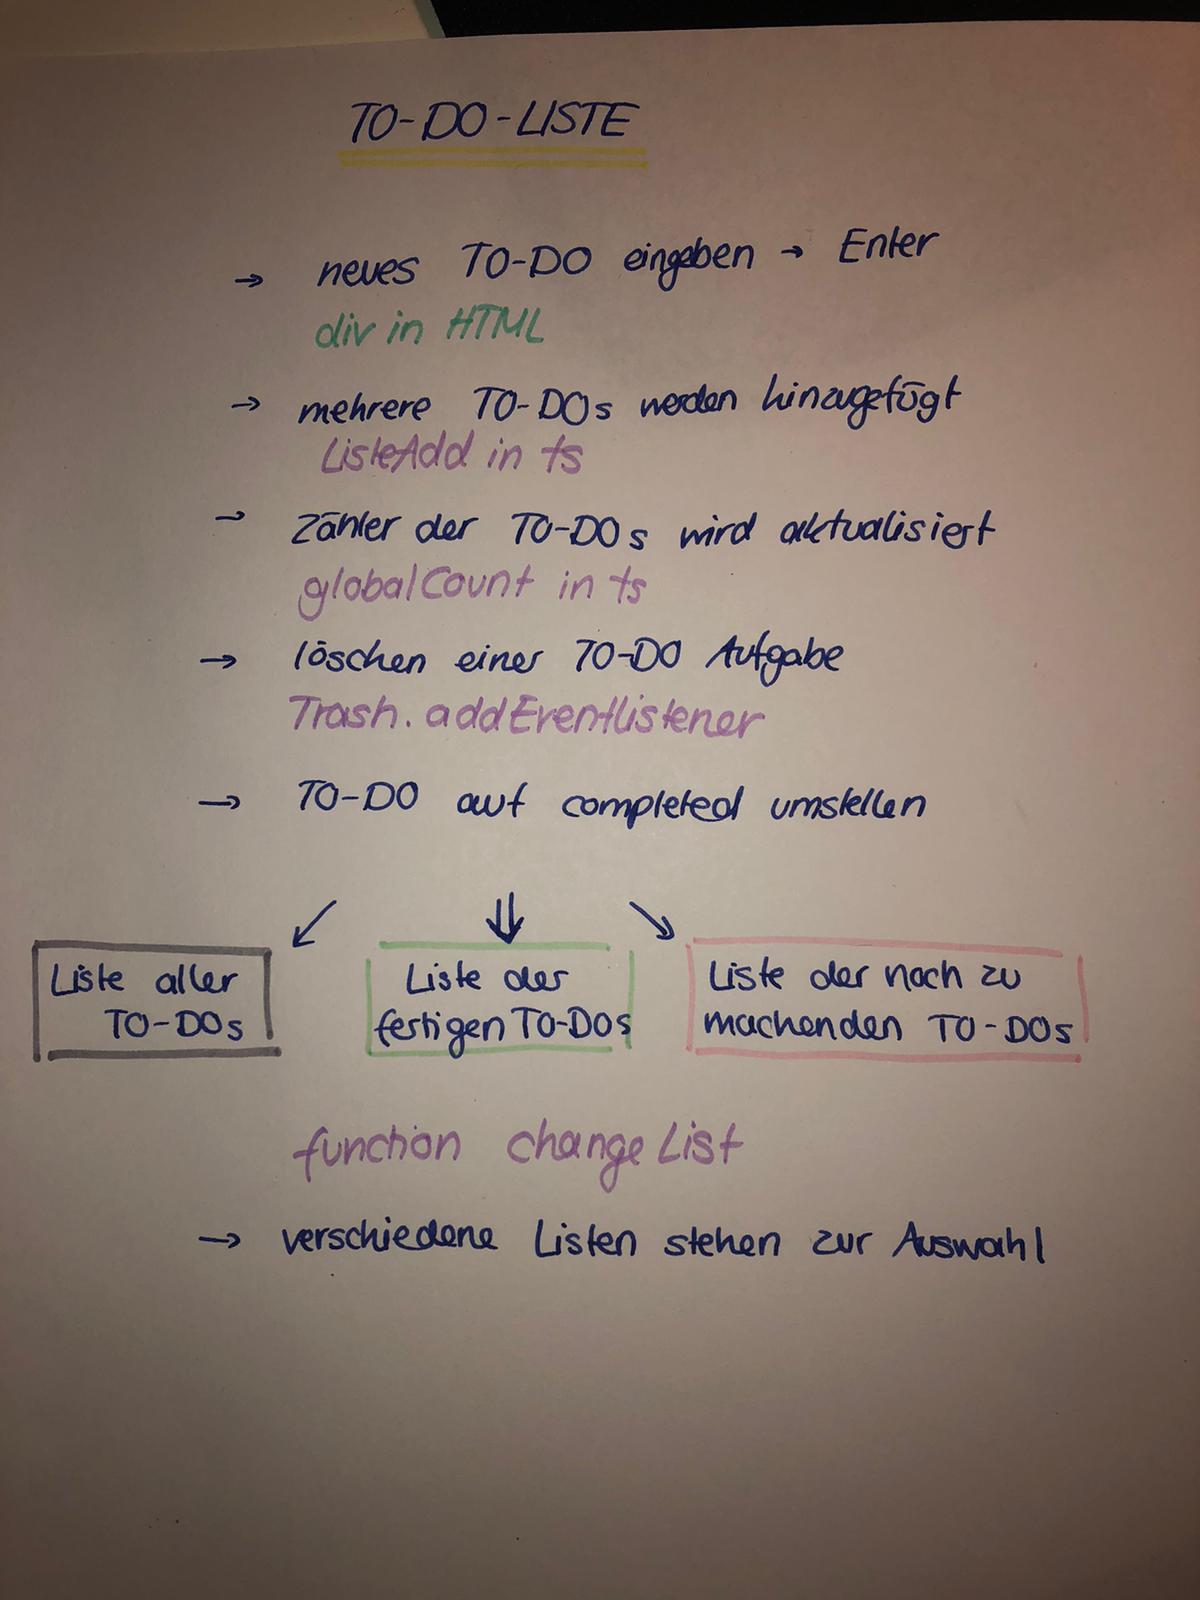 TO-DO-LISTE
→ neues TO-DO eingeben → Enter
div in HTML
→ mehrere TO-DOs werden hinzugefügt
ListeAdd in ts
→ Zähler der TO-DOs wird aktualisiert
globalCount in ts
→ löschen einer TO-DO Aufgabe
Trash.addEventlistener
→ TO-DO auf completed umstellen
↙ ⇓ ↘
Liste aller
TO-DOs
Liste der
fertigen TO-DOs
Liste der noch zu
machenden TO-DOs
function changeList
→ verschiedene Listen stehen zur Auswahl